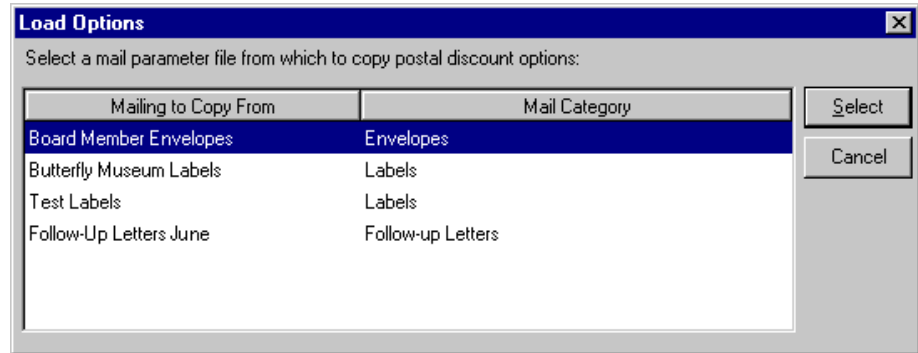 Load Options
Select a mail parameter file from which to copy postal discount options:
Mailing to Copy From Mail Category
Select
Board Member Envelopes Envelopes
Cancel
Butterfly Museum Labels Labels
Test Labels Labels
Follow-Up Letters June Follow-up Letters